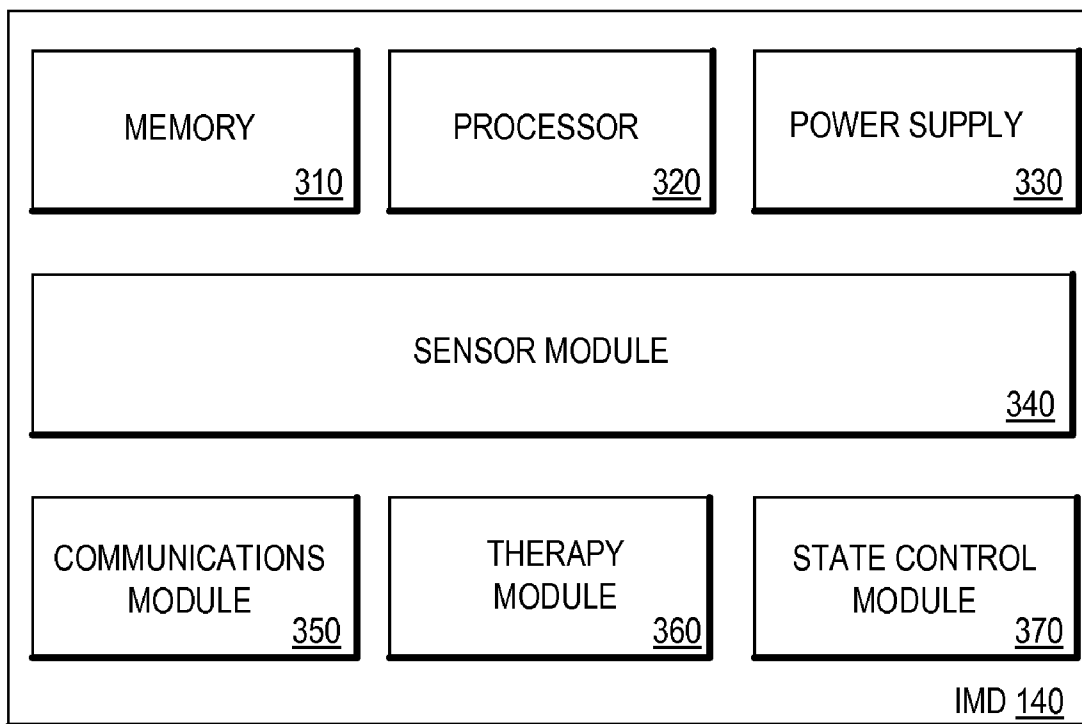 MEMORY
310
PROCESSOR
320
POWER SUPPLY
330
SENSOR MODULE
340
COMMUNICATIONS
MODULE
350
THERAPY
MODULE
360
STATE CONTROL
MODULE
370
IMD 140